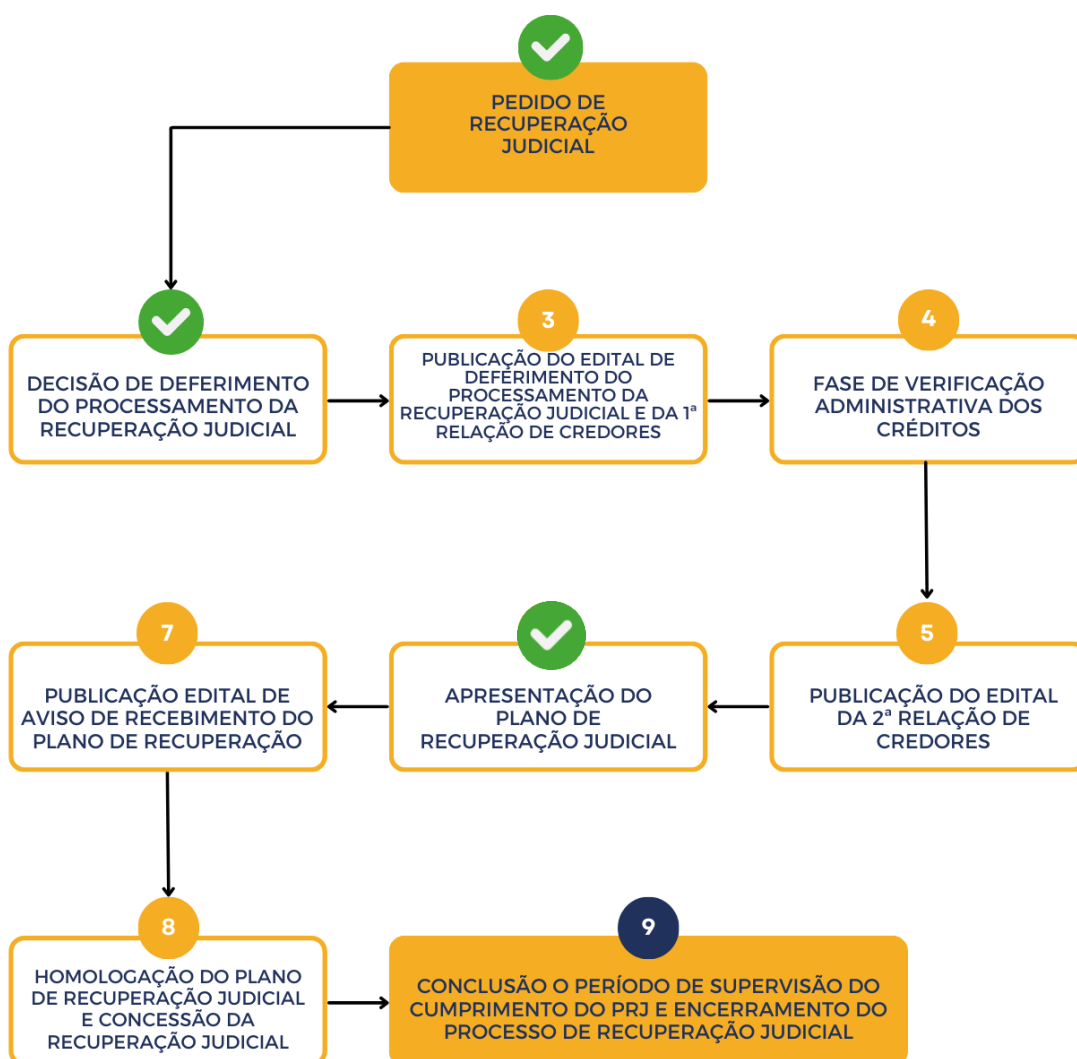 PEDIDO DE
RECUPERAÇÃO
JUDICIAL
DECISÃO DE DEFERIMENTO
DO PROCESSAMENTO DA
RECUPERAÇÃO JUDICIAL
3
PUBLICAÇÃO DO EDITAL DE
DEFERIMENTO DO
PROCESSAMENTO DA
RECUPERAÇÃO JUDICIAL E DA 1ª
RELAÇÃO DE CREDORES
4
FASE DE VERIFICAÇÃO
ADMINISTRATIVA DOS
CRÉDITOS
5
PUBLICAÇÃO DO EDITAL
DA 2ª RELAÇÃO DE
CREDORES
APRESENTAÇÃO DO
PLANO DE
RECUPERAÇÃO JUDICIAL
7
PUBLICAÇÃO EDITAL DE
AVISO DE RECEBIMENTO DO
PLANO DE RECUPERAÇÃO
8
HOMOLOGAÇÃO DO PLANO
DE RECUPERAÇÃO JUDICIAL
E CONCESSÃO DA
RECUPERAÇÃO JUDICIAL
9
CONCLUSÃO O PERÍODO DE SUPERVISÃO DO
CUMPRIMENTO DO PRJ E ENCERRAMENTO DO
PROCESSO DE RECUPERAÇÃO JUDICIAL